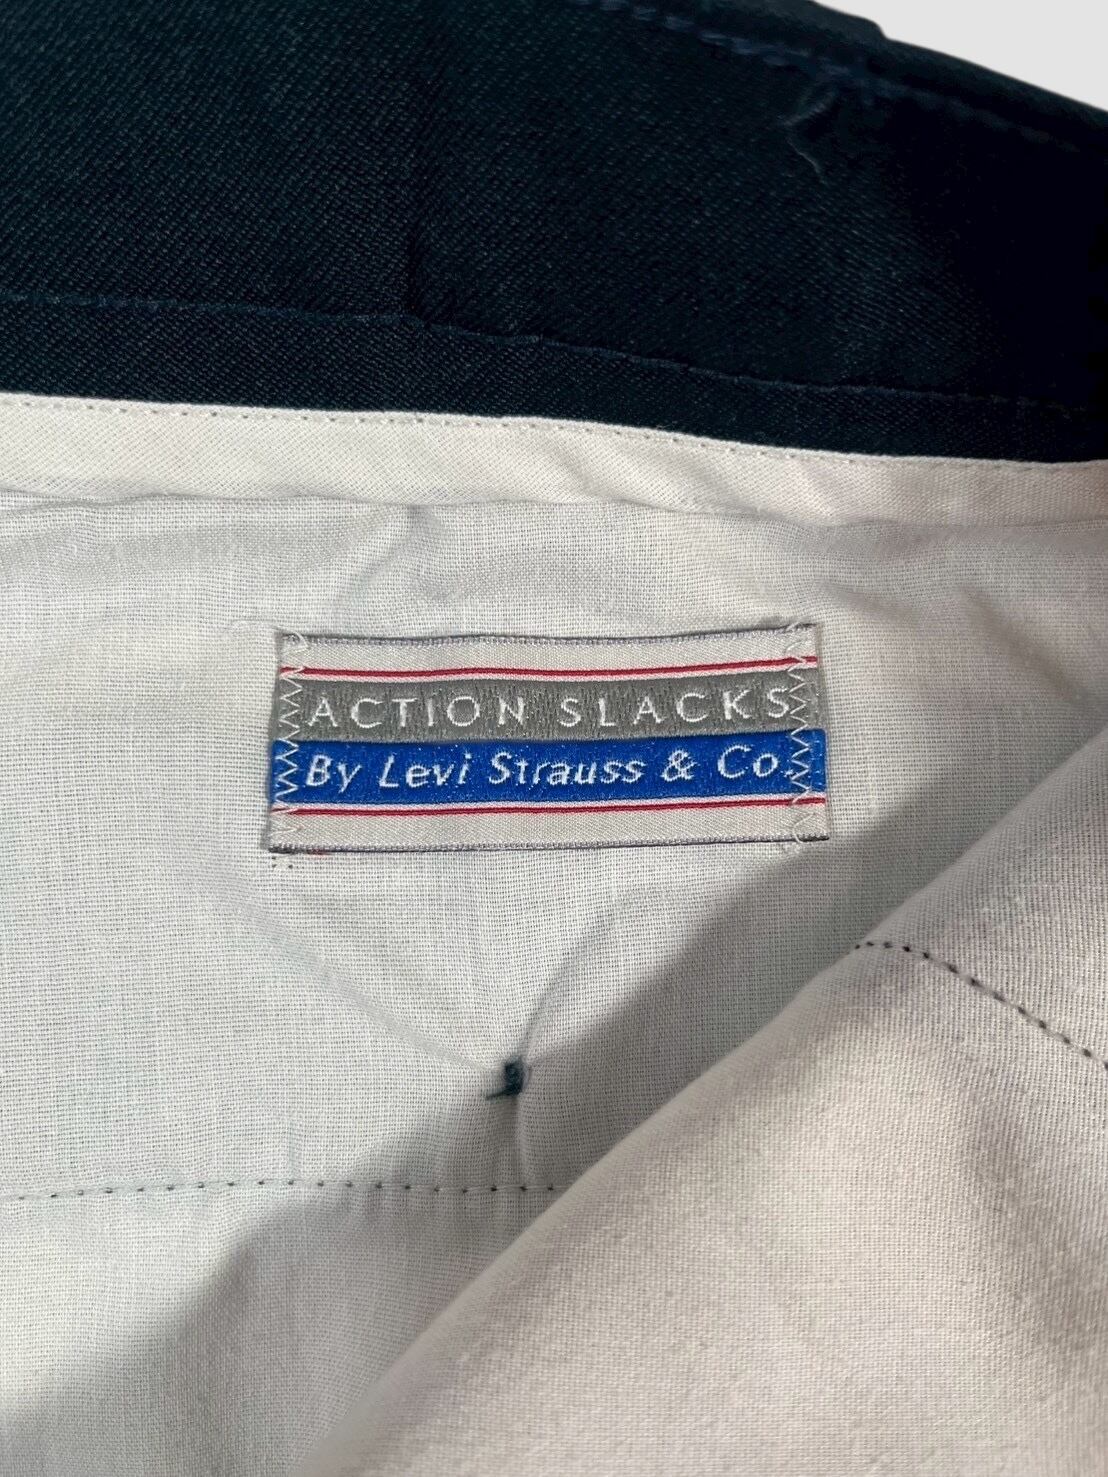 ACTION SLACKS
By Levi Strauss & Co.